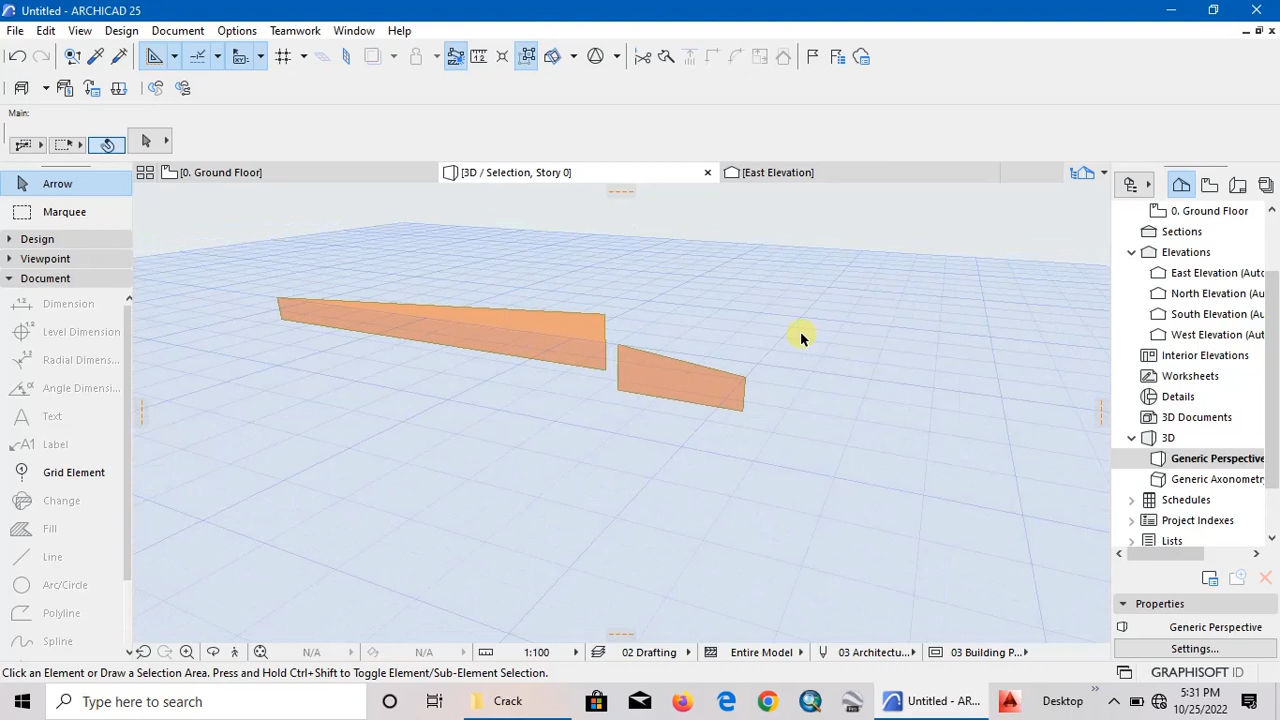 Untitled - ARCHICAD 25
File Edit View Design Document Options Teamwork Window Help
Main:
[0. Ground Floor] [3D / Selection, Story 0] [East Elevation]
Arrow
Marquee
Design
Viewpoint
Document
Dimension
Level Dimension
Radial Dimens...
Angle Dimensi...
Text
Label
Grid Element
Change
Fill
Line
Arc/Circle
Polyline
Spline
0. Ground Floor
Sections
Elevations
East Elevation (Auto
North Elevation (Aut
South Elevation (Au
West Elevation (Aut
Interior Elevations
Worksheets
Details
3D Documents
3D
Generic Perspective
Generic Axonometr
Schedules
Project Indexes
Lists
Properties
Generic Perspective
Settings...
N/A N/A 1:100 02 Drafting Entire Model 03 Architectu... 03 Building P...
Click an Element or Draw a Selection Area. Press and Hold Ctrl+Shift to Toggle Element/Sub-Element Selection.
GRAPHISOFT ID
Type here to search
Crack
Untitled - AR...
Desktop
5:31 PM
10/25/2022